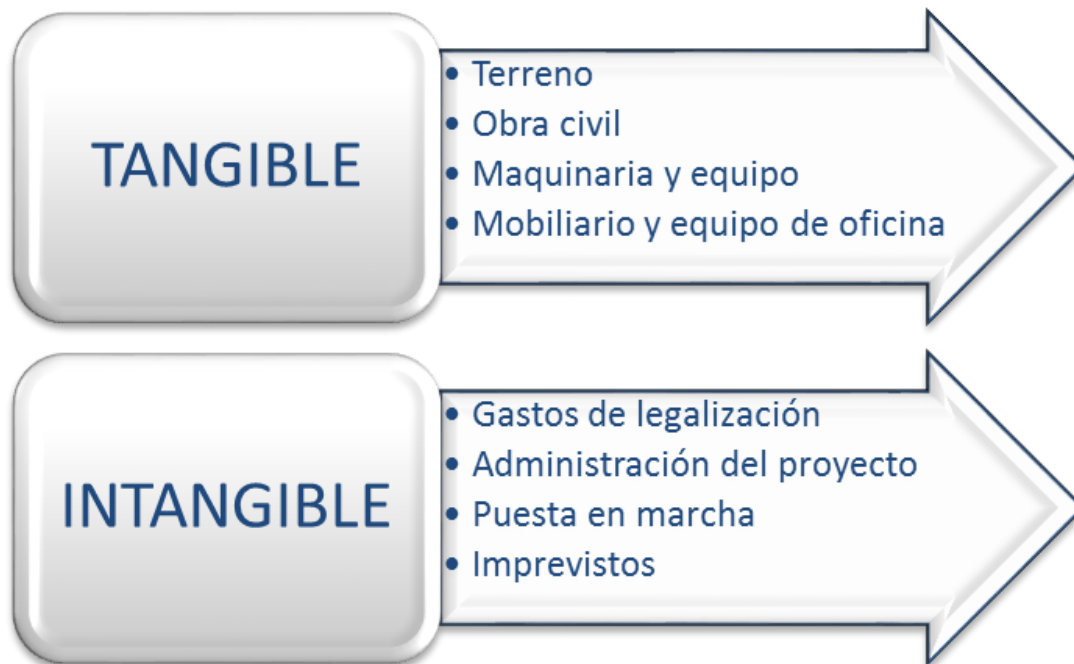 TANGIBLE
• Terreno
• Obra civil
• Maquinaria y equipo
• Mobiliario y equipo de oficina
INTANGIBLE
• Gastos de legalización
• Administración del proyecto
• Puesta en marcha
• Imprevistos